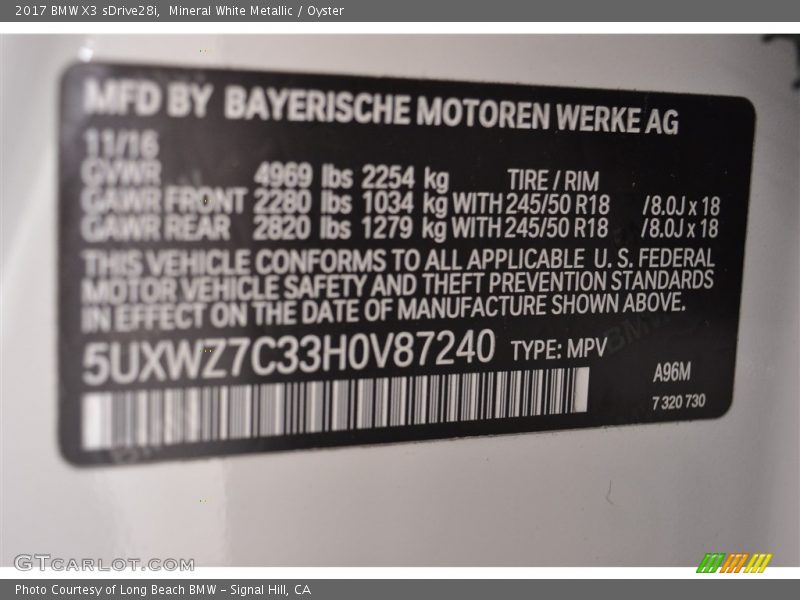 2017 BMW X3 sDrive28i, Mineral White Metallic / Oyster
MFD BY BAYERISCHE MOTOREN WERKE AG
11/16
GVWR 4969 lbs 2254 kg TIRE / RIM
GAWR FRONT 2280 lbs 1034 kg WITH 245/50 R18 /8.0J x 18
GAWR REAR 2820 lbs 1279 kg WITH 245/50 R18 /8.0J x 18
THIS VEHICLE CONFORMS TO ALL APPLICABLE U.S. FEDERAL
MOTOR VEHICLE SAFETY AND THEFT PREVENTION STANDARDS
IN EFFECT ON THE DATE OF MANUFACTURE SHOWN ABOVE.
5UXWZ7C33H0V87240 TYPE: MPV
A96M
7 320 730
GTCARLOT.COM
Photo Courtesy of Long Beach BMW - Signal Hill, CA